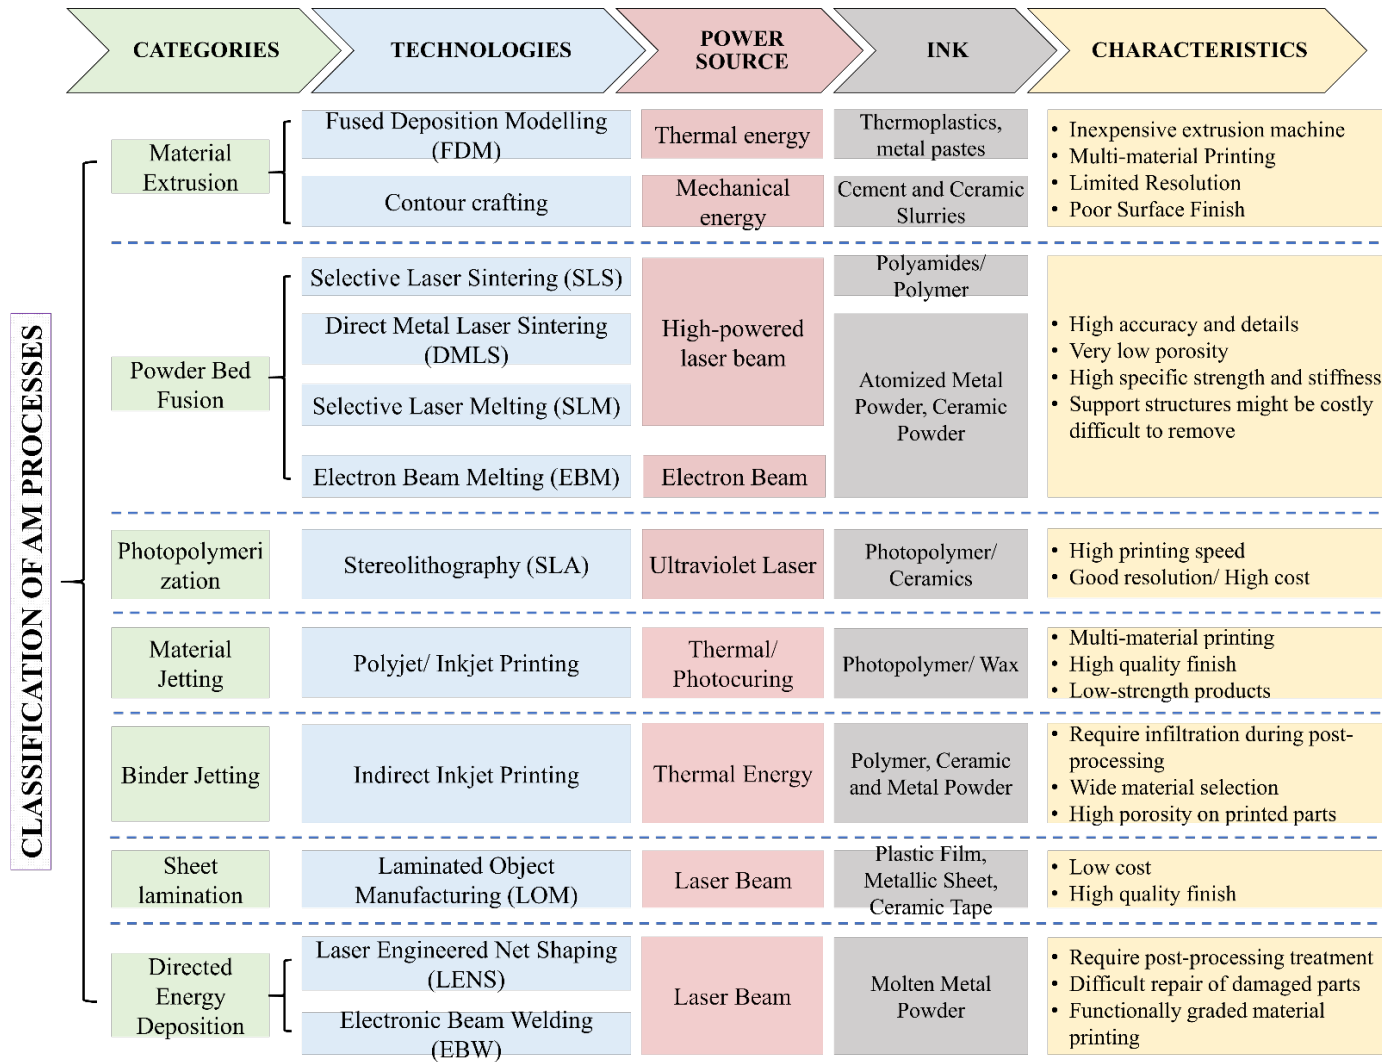 CATEGORIES
TECHNOLOGIES
POWER
SOURCE
INK
CHARACTERISTICS
CLASSIFICATION OF AM PROCESSES
Material
Extrusion
Fused Deposition Modelling
(FDM)
Thermal energy
Thermoplastics,
metal pastes
Contour crafting
Mechanical
energy
Cement and Ceramic
Slurries
• Inexpensive extrusion machine
• Multi-material Printing
• Limited Resolution
• Poor Surface Finish
Powder Bed
Fusion
Selective Laser Sintering (SLS)
Direct Metal Laser Sintering
(DMLS)
Selective Laser Melting (SLM)
Electron Beam Melting (EBM)
High-powered
laser beam
Electron Beam
Polyamides/
Polymer
Atomized Metal
Powder, Ceramic
Powder
• High accuracy and details
• Very low porosity
• High specific strength and stiffness
• Support structures might be costly
difficult to remove
Photopolymeri
zation
Stereolithography (SLA)
Ultraviolet Laser
Photopolymer/
Ceramics
• High printing speed
• Good resolution/ High cost
Material
Jetting
Polyjet/ Inkjet Printing
Thermal/
Photocuring
Photopolymer/ Wax
• Multi-material printing
• High quality finish
• Low-strength products
Binder Jetting
Indirect Inkjet Printing
Thermal Energy
Polymer, Ceramic
and Metal Powder
• Require infiltration during post-
processing
• Wide material selection
• High porosity on printed parts
Sheet
lamination
Laminated Object
Manufacturing (LOM)
Laser Beam
Plastic Film,
Metallic Sheet,
Ceramic Tape
• Low cost
• High quality finish
Directed
Energy
Deposition
Laser Engineered Net Shaping
(LENS)
Electronic Beam Welding
(EBW)
Laser Beam
Molten Metal
Powder
• Require post-processing treatment
• Difficult repair of damaged parts
• Functionally graded material
printing